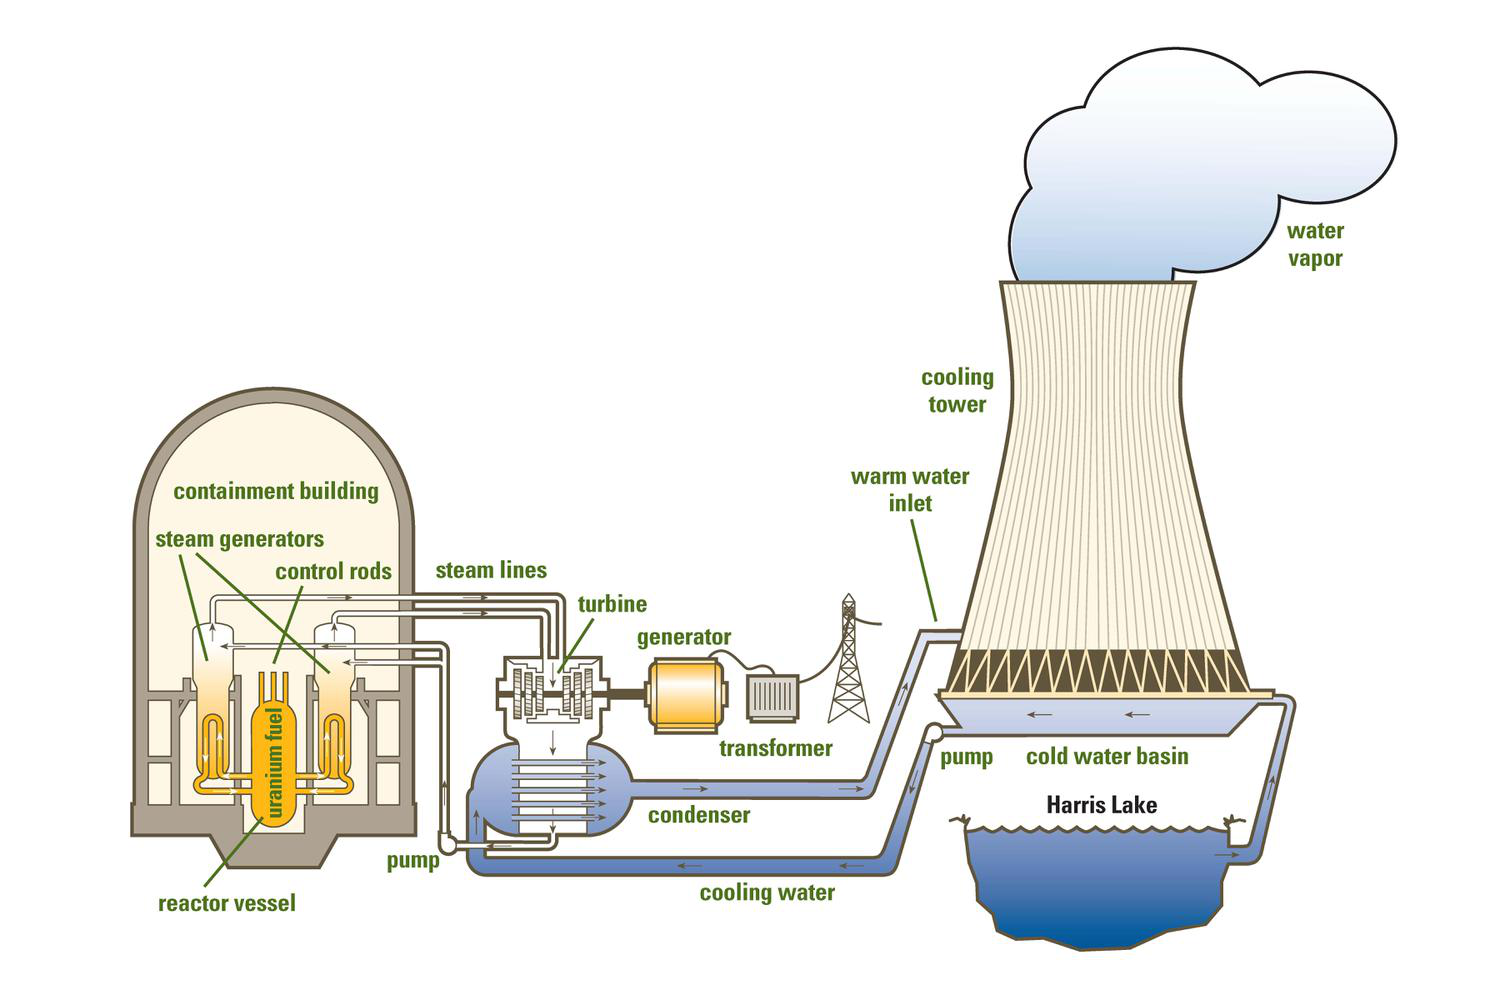 water
vapor
cooling
tower
warm water
inlet
containment building
steam generators
control rods
steam lines
turbine
generator
uranium fuel
transformer
pump
cold water basin
Harris Lake
condenser
pump
cooling water
reactor vessel